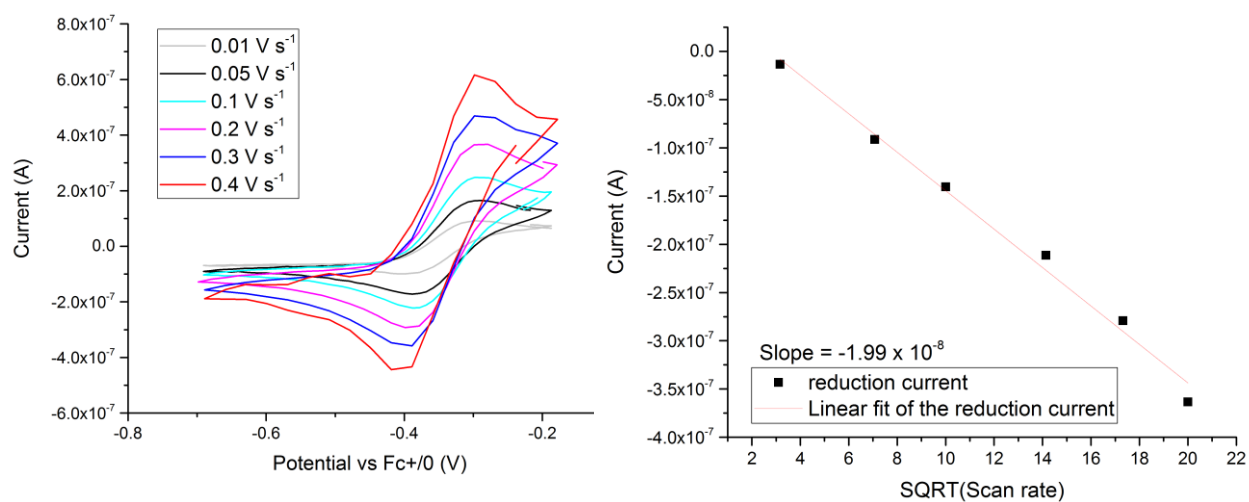 8.0x10⁻⁷
6.0x10⁻⁷
4.0x10⁻⁷
2.0x10⁻⁷
0.0
-2.0x10⁻⁷
-4.0x10⁻⁷
-6.0x10⁻⁷
Current (A)
0.01 V s⁻¹
0.05 V s⁻¹
0.1 V s⁻¹
0.2 V s⁻¹
0.3 V s⁻¹
0.4 V s⁻¹
-0.8 -0.6 -0.4 -0.2
Potential vs Fc+/0 (V)
0.0
-5.0x10⁻⁸
-1.0x10⁻⁷
-1.5x10⁻⁷
-2.0x10⁻⁷
-2.5x10⁻⁷
-3.0x10⁻⁷
-3.5x10⁻⁷
-4.0x10⁻⁷
Current (A)
Slope = -1.99 x 10⁻⁸
reduction current
Linear fit of the reduction current
2 4 6 8 10 12 14 16 18 20 22
SQRT(Scan rate)